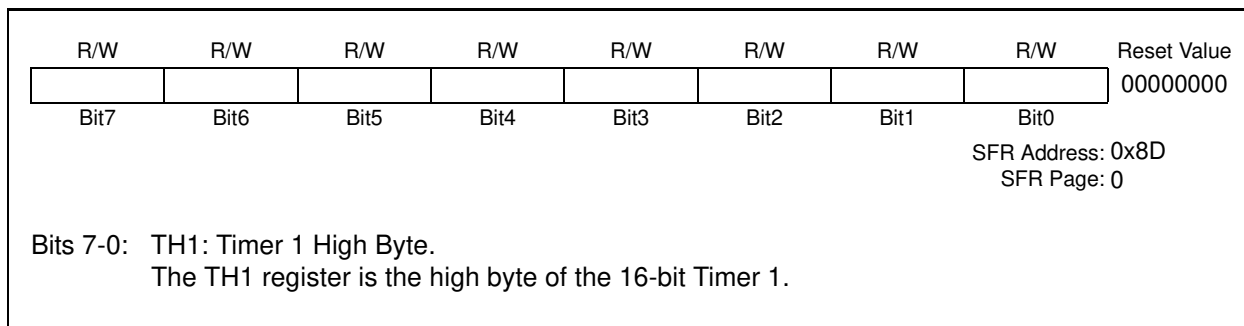 R/W R/W R/W R/W R/W R/W R/W R/W Reset Value
00000000
Bit7 Bit6 Bit5 Bit4 Bit3 Bit2 Bit1 Bit0
SFR Address: 0x8D
SFR Page: 0
Bits 7-0: TH1: Timer 1 High Byte.
The TH1 register is the high byte of the 16-bit Timer 1.